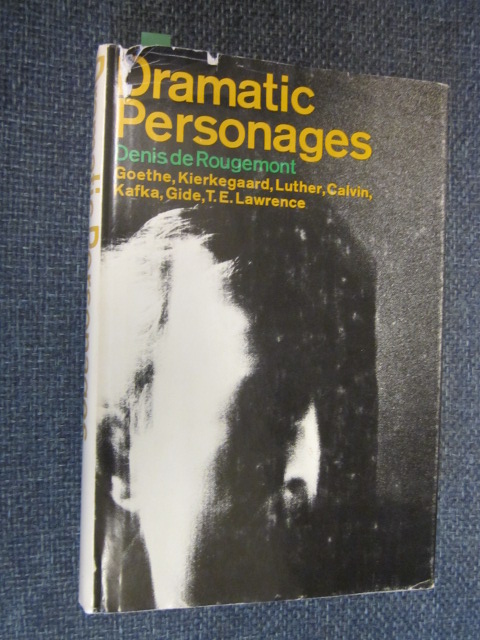 Dramatic
Personages
Denis de Rougemont
Goethe, Kierkegaard, Luther, Calvin,
Kafka, Gide, T. E. Lawrence